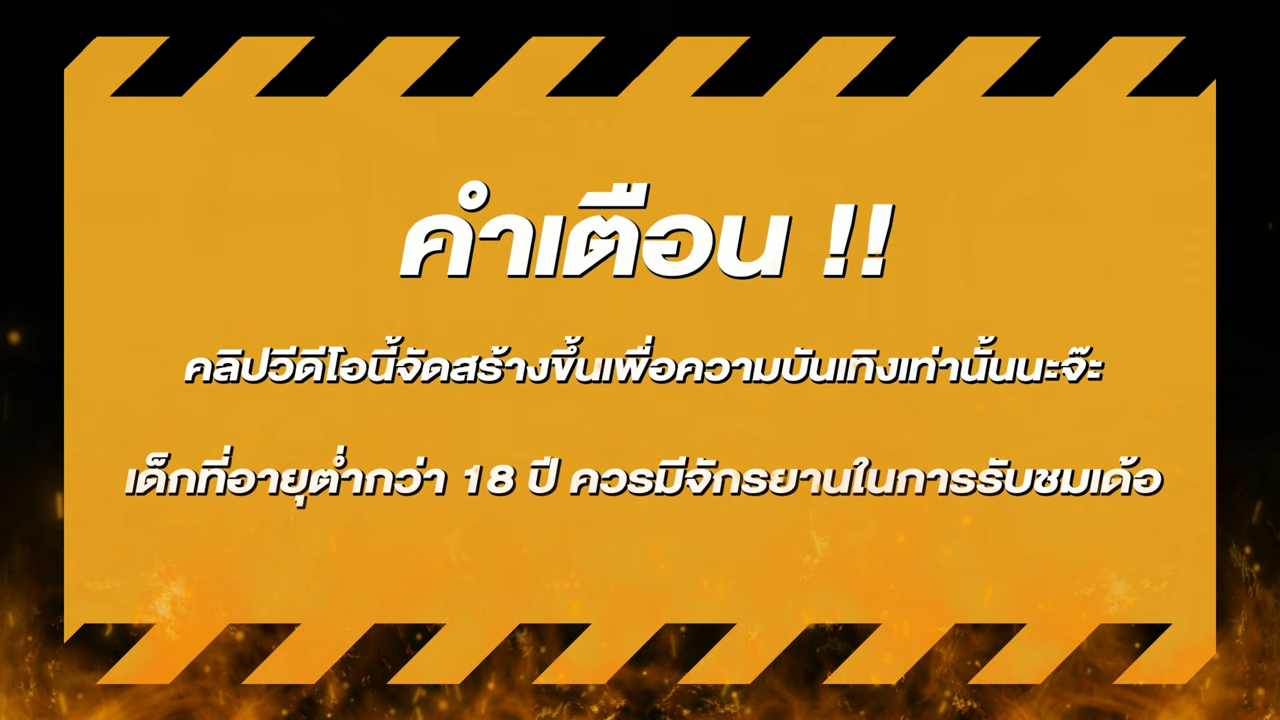 คำเตือน !!
คลิปวีดีโอนี้จัดสร้างขึ้นเพื่อความบันเทิงเท่านั้นนะจ๊ะ
เด็กที่อายุต่ำกว่า 18 ปี ควรมีจักรยานในการรับชมเด้อ